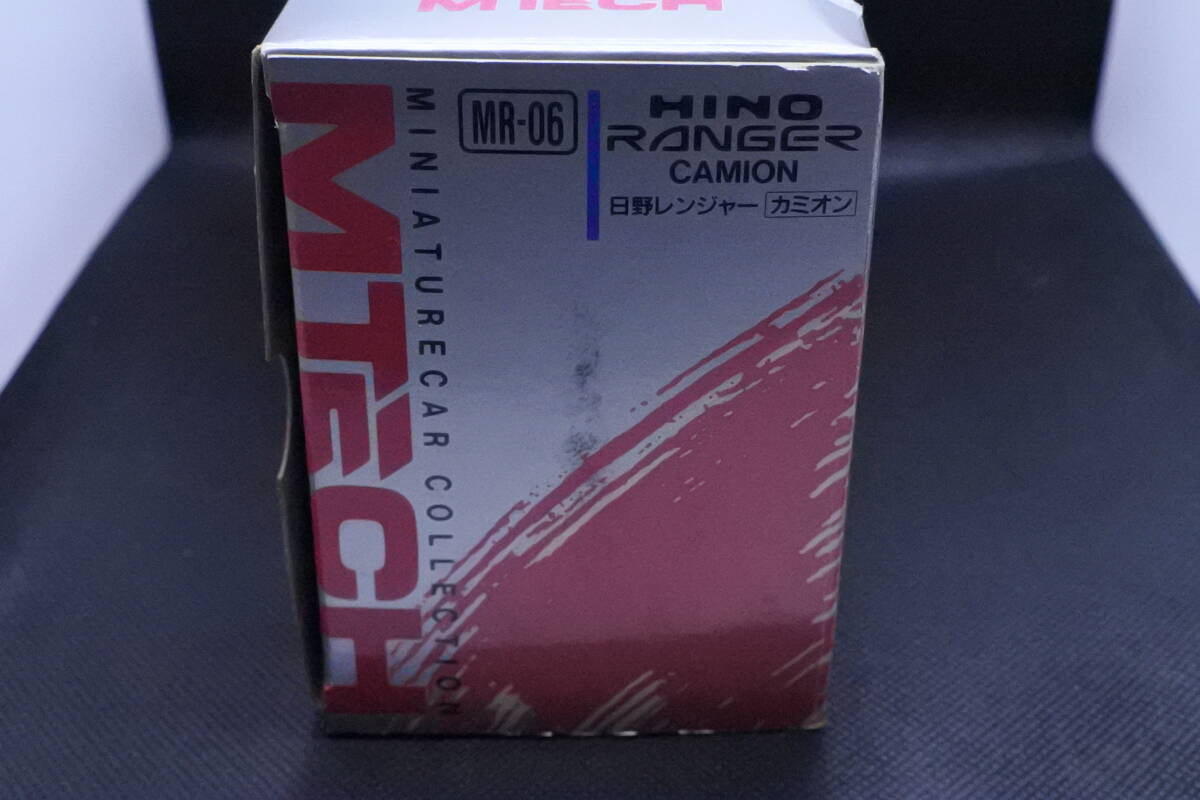 MTECH
MTECH
MINIATURECAR COLLECTION
MR-06
HINO
RANGER
CAMION
日野レンジャー カミオン